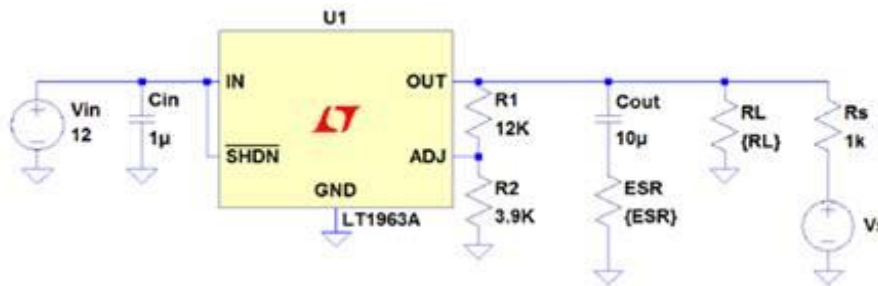 U1
IN
OUT
R1
12K
Cout
10µ
RL
{RL}
Rs
1k
Vin
12
Cin
1µ
SHDN
ADJ
GND
LT1963A
R2
3.9K
ESR
{ESR}